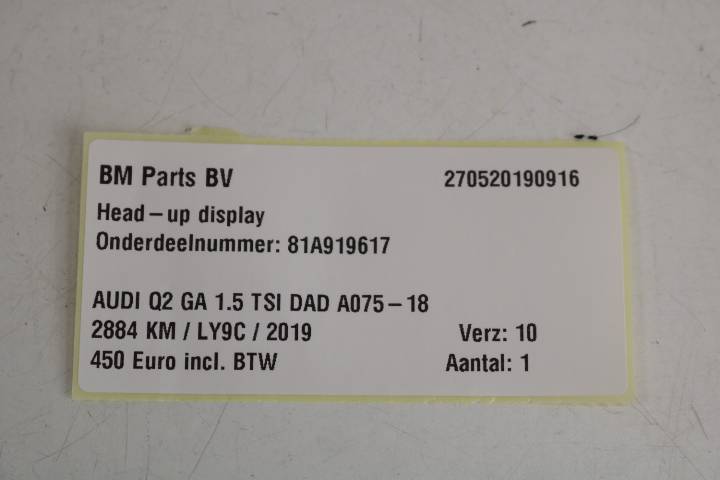 BM Parts BV 270520190916
Head-up display
Onderdeelnummer: 81A919617
AUDI Q2 GA 1.5 TSI DAD A075-18
2884 KM / LY9C / 2019 Verz: 10
450 Euro incl. BTW Aantal: 1